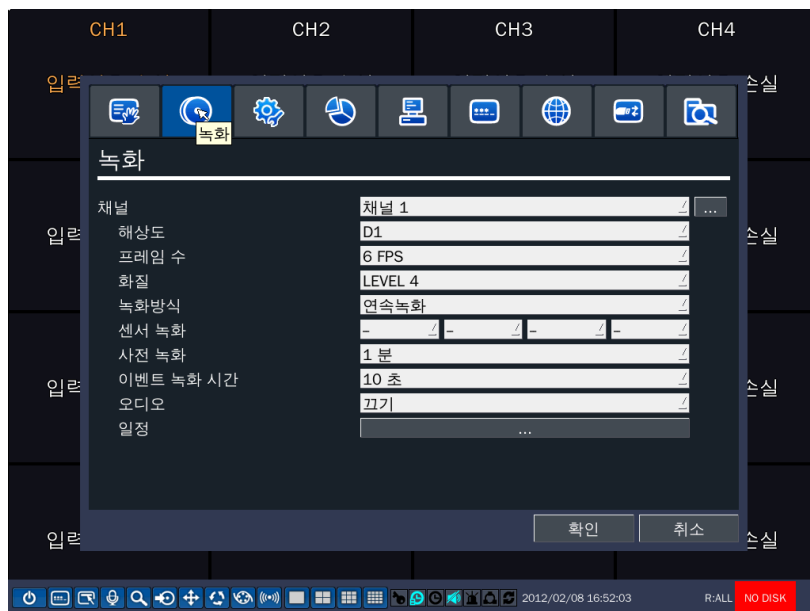 CH1 CH2 CH3 CH4
입력 손실
녹화
녹화
채널 채널 1 ...
해상도 D1
프레임 수 6 FPS
화질 LEVEL 4
녹화방식 연속녹화
센서 녹화 – – – –
사전 녹화 1 분
이벤트 녹화 시간 10 초
오디오 끄기
일정 ...
입력 손실
입력 손실
확인 취소
입력 손실
2012/02/08 16:52:03 R:ALL NO DISK